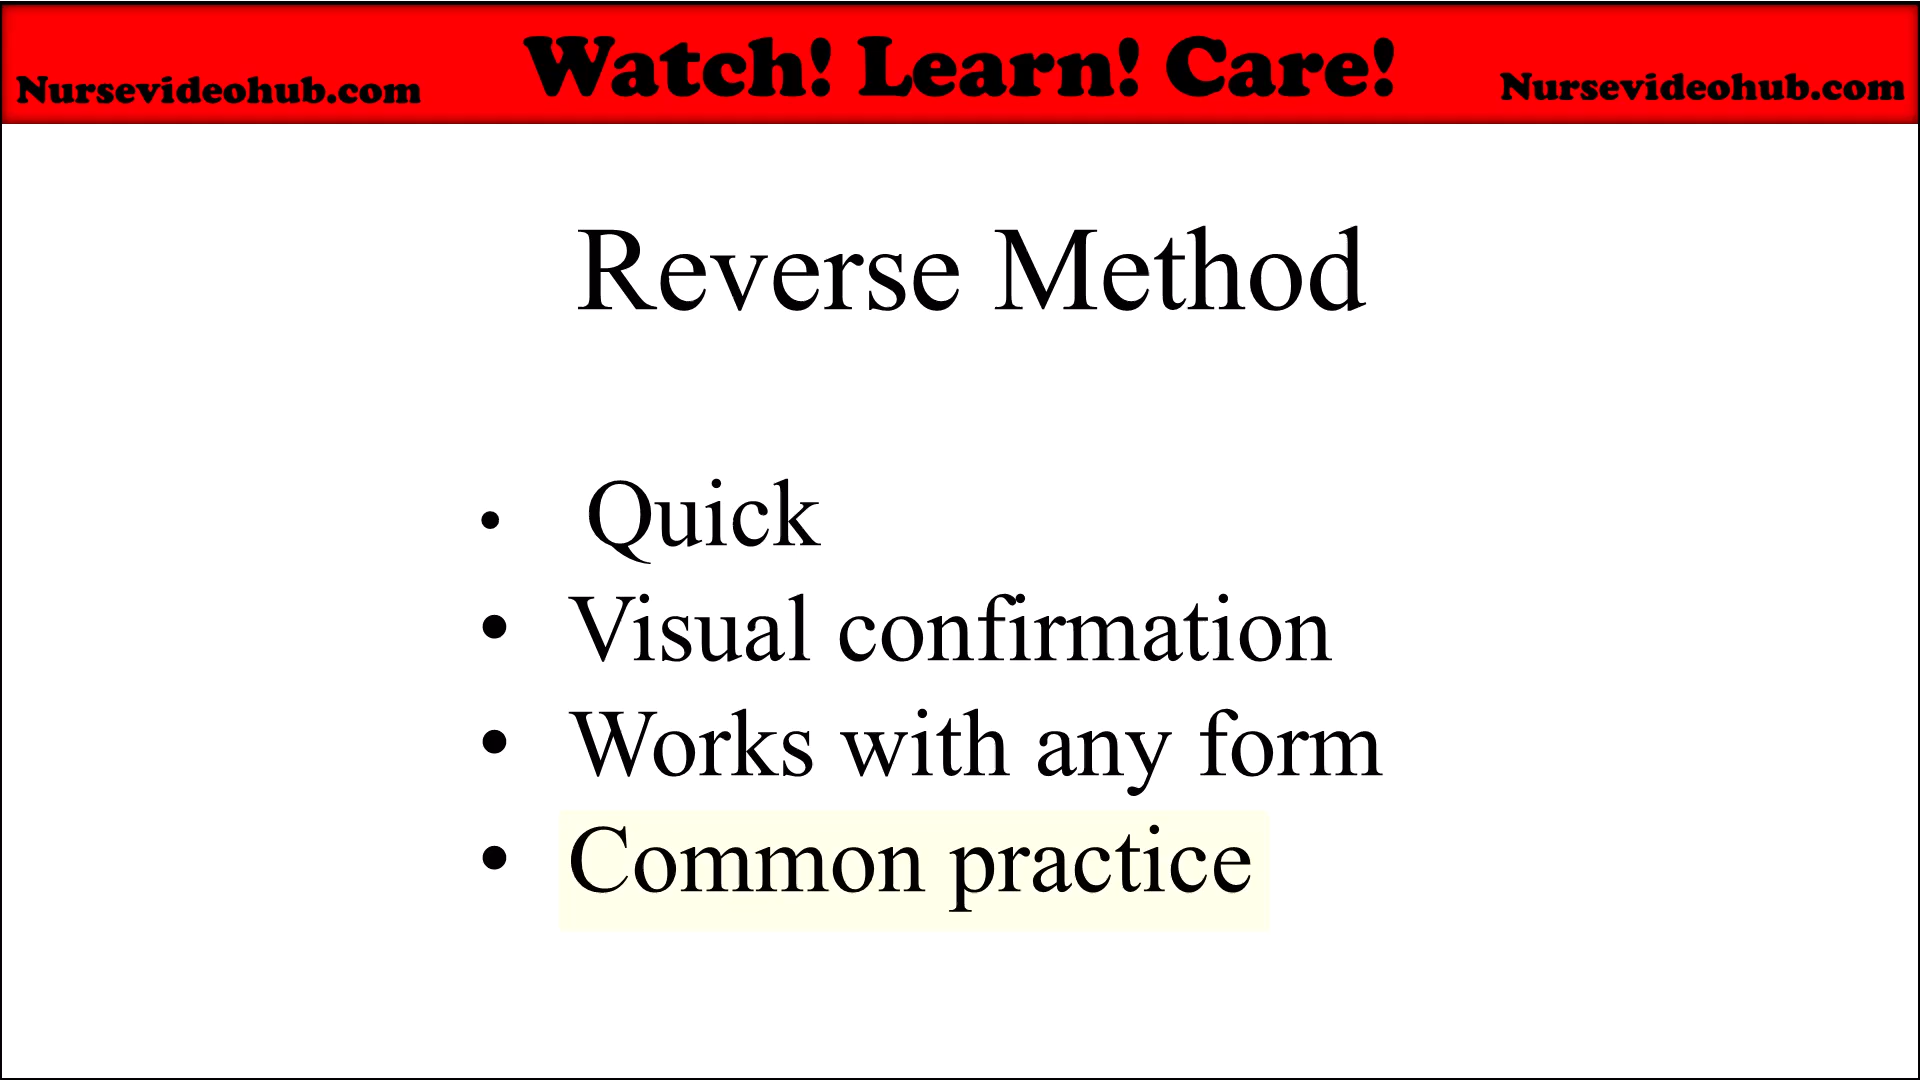 Nursevideohub.com Watch! Learn! Care! Nursevideohub.com
Reverse Method
• Quick
• Visual confirmation
• Works with any form
• Common practice